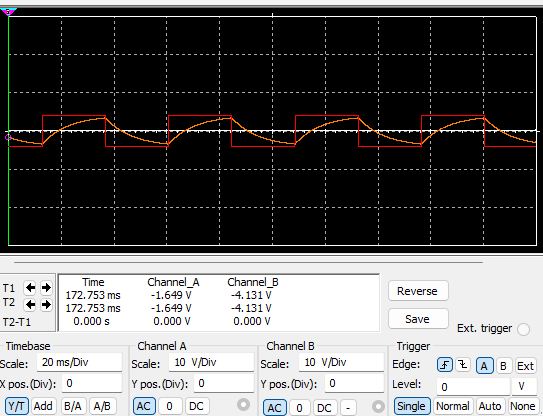 T1
T2
T2-T1
Time Channel_A Channel_B
172.753 ms -1.649 V -4.131 V
172.753 ms -1.649 V -4.131 V
0.000 s 0.000 V 0.000 V
Reverse
Save
Ext. trigger
Timebase
Scale: 20 ms/Div
X pos.(Div): 0
Y/T Add B/A A/B
Channel A
Scale: 10 V/Div
Y pos.(Div): 0
AC 0 DC
Channel B
Scale: 10 V/Div
Y pos.(Div): 0
AC 0 DC -
Trigger
Edge: A B Ext
Level: 0 V
Single Normal Auto None